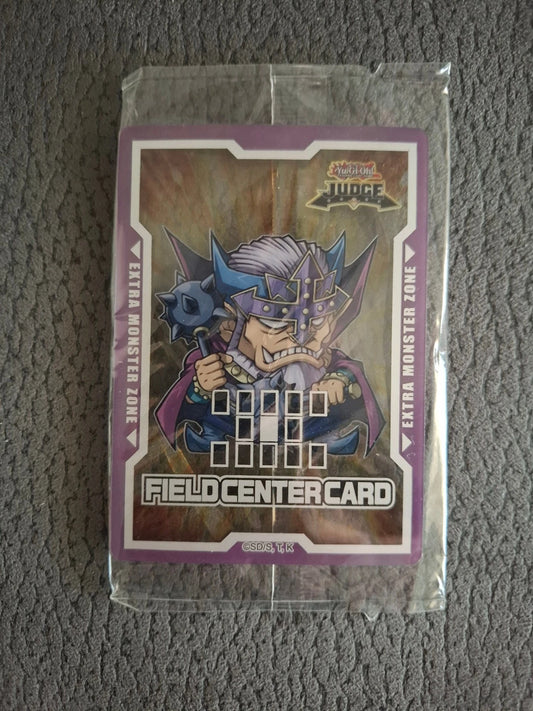 Yu-Gi-Oh!
JUDGE
EXTRA MONSTER ZONE
EXTRA MONSTER ZONE
FIELD CENTER CARD
©SD/S, T, K